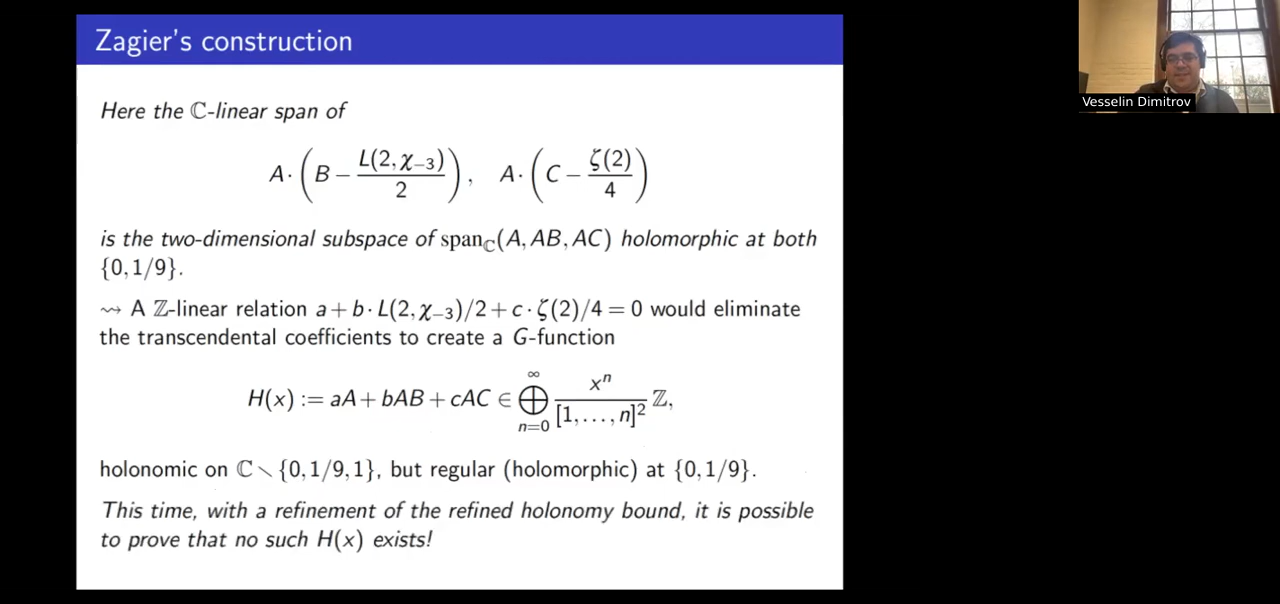 Zagier's construction
Here the ℂ-linear span of
A· (B − L(2,χ₋₃)/2), A· (C − ζ(2)/4)
is the two-dimensional subspace of span_ℂ(A,AB,AC) holomorphic at both
{0,1/9}.
⇝ A ℤ-linear relation a+b·L(2,χ₋₃)/2+c·ζ(2)/4=0 would eliminate
the transcendental coefficients to create a G-function
H(x) := aA+bAB+cAC ∈ ⊕_{n=0}^{∞} x^n/[1,...,n]^2 ℤ,
holonomic on ℂ∖{0,1/9,1}, but regular (holomorphic) at {0,1/9}.
This time, with a refinement of the refined holonomy bound, it is possible
to prove that no such H(x) exists!
Vesselin Dimitrov